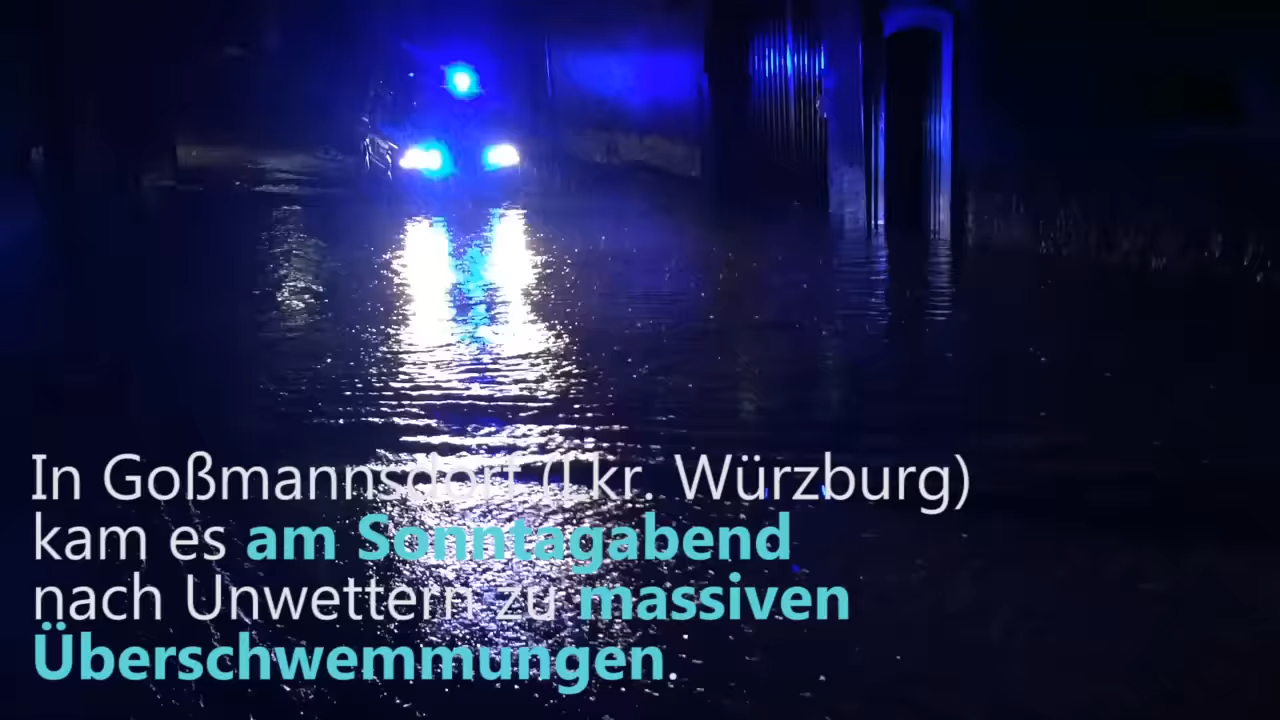 In Goßmannsdorf (Lkr. Würzburg)
kam es am Sonntagabend
nach Unwettern zu massiven
Überschwemmungen.